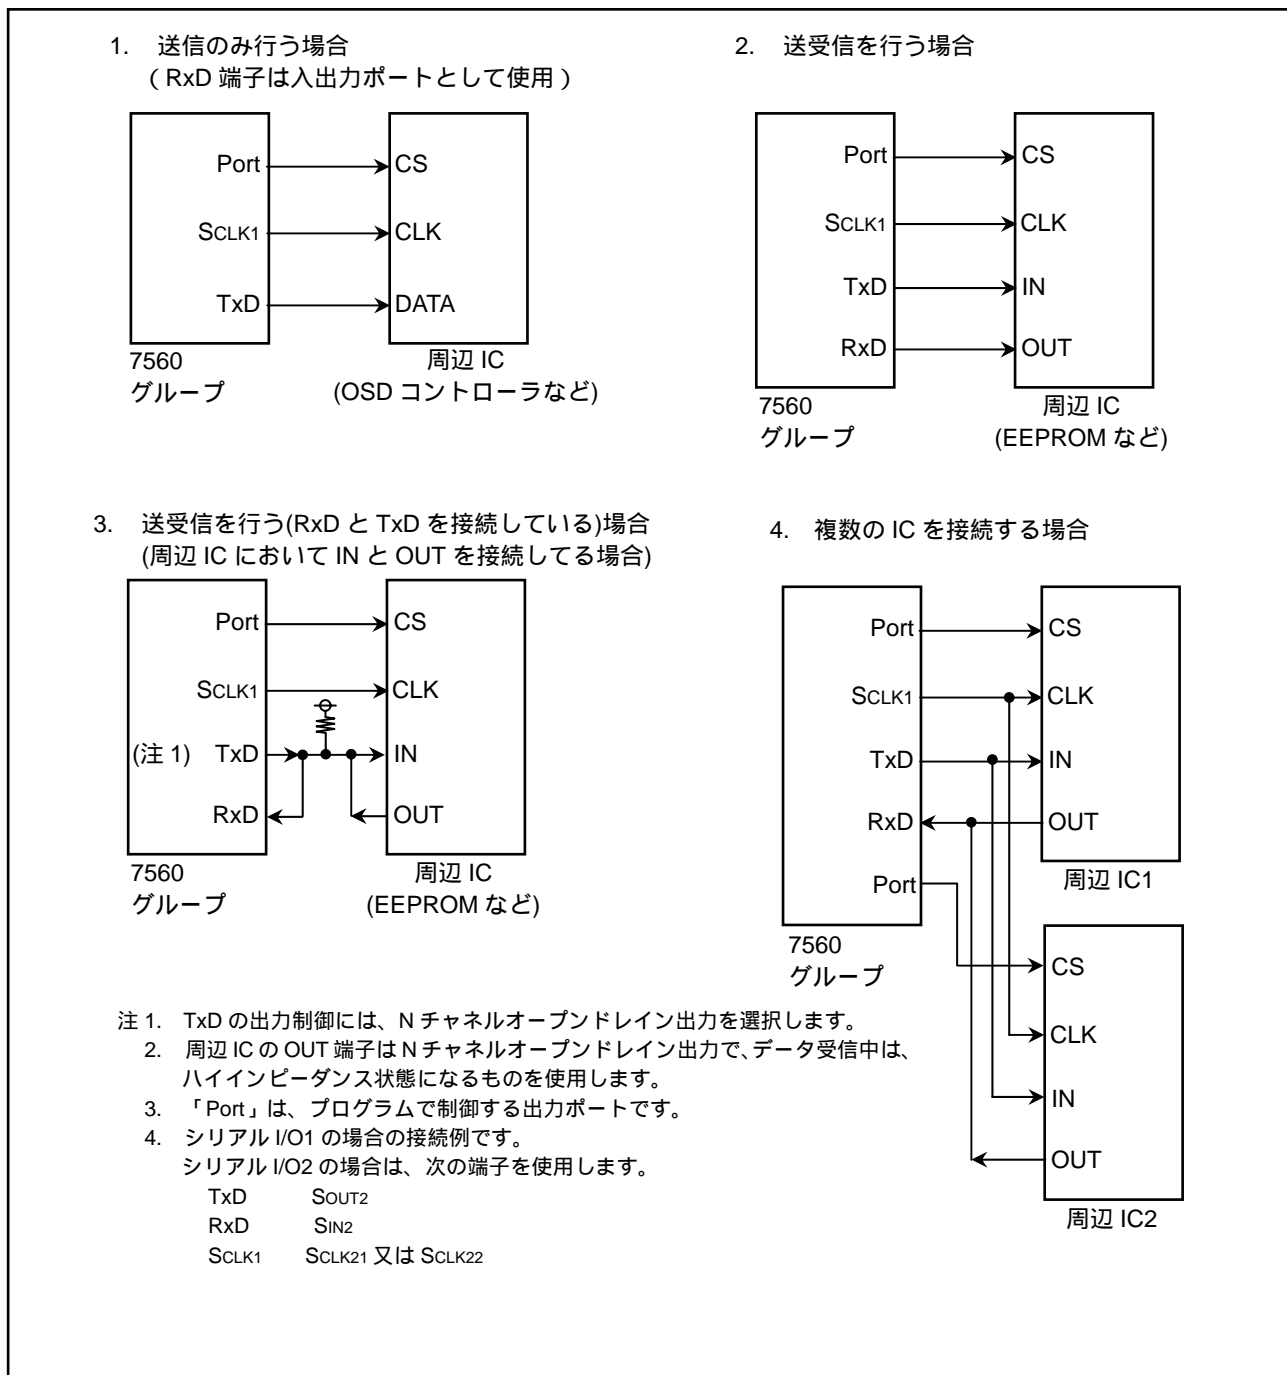 1. 送信のみ行う場合
( RxD 端子は入出力ポートとして使用 )
Port
CS
SCLK1
CLK
TxD
DATA
7560
グループ
周辺 IC
(OSD コントローラなど)
2. 送受信を行う場合
Port
CS
SCLK1
CLK
TxD
IN
RxD
OUT
7560
グループ
周辺 IC
(EEPROM など)
3. 送受信を行う(RxD と TxD を接続している)場合
(周辺 IC において IN と OUT を接続してる場合)
Port
CS
SCLK1
CLK
(注 1) TxD
IN
RxD
OUT
7560
グループ
周辺 IC
(EEPROM など)
4. 複数の IC を接続する場合
Port
CS
SCLK1
CLK
TxD
IN
RxD
OUT
Port
周辺 IC1
7560
グループ
CS
CLK
IN
OUT
周辺 IC2
注 1. TxD の出力制御には、N チャネルオープンドレイン出力を選択します。
2. 周辺 IC の OUT 端子は N チャネルオープンドレイン出力で、データ受信中は、
ハイインピーダンス状態になるものを使用します。
3. 「Port」は、プログラムで制御する出力ポートです。
4. シリアル I/O1 の場合の接続例です。
シリアル I/O2 の場合は、次の端子を使用します。
TxD SOUT2
RxD SIN2
SCLK1 SCLK21 又は SCLK22